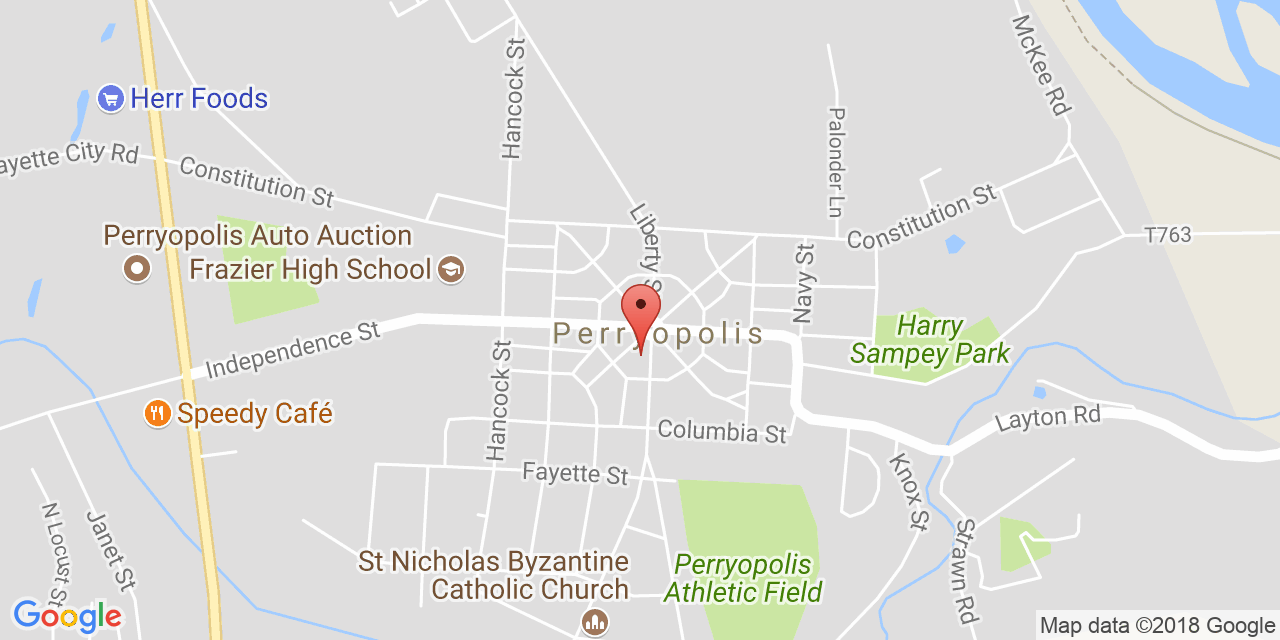 McKee Rd
Hancock St
Herr Foods
Palonder Ln
ayette City Rd
Constitution St
Liberty S
Constitution St
T763
Perryopolis Auto Auction
Navy St
Frazier High School
Perryopolis
Harry
Sampey Park
Independence St
Hancock St
Speedy Café
Layton Rd
Columbia St
Fayette St
Knox St
N Locust St
Janet St
Strawn Rd
St Nicholas Byzantine
Catholic Church
Perryopolis
Athletic Field
Google
Map data ©2018 Google